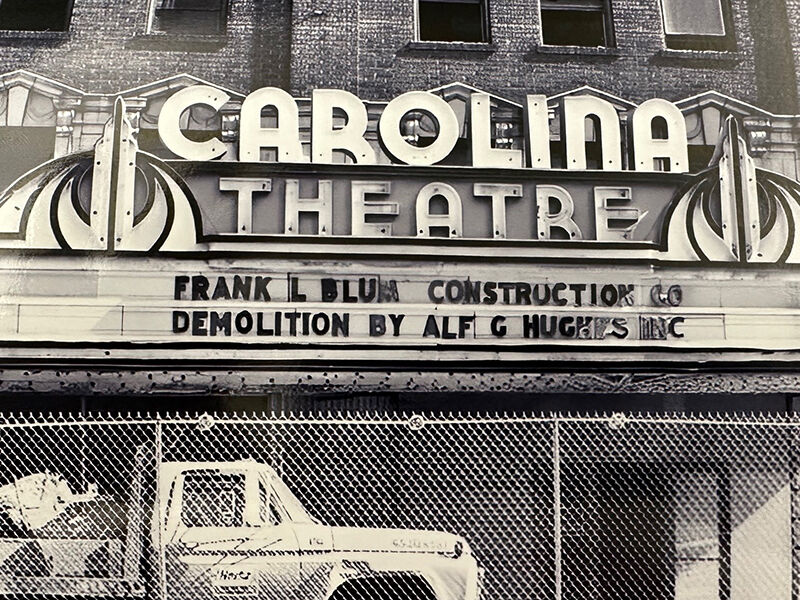 CAROLINA
THEATRE
FRANK L BLUM CONSTRUCTION CO
DEMOLITION BY ALF G HUGHES INC